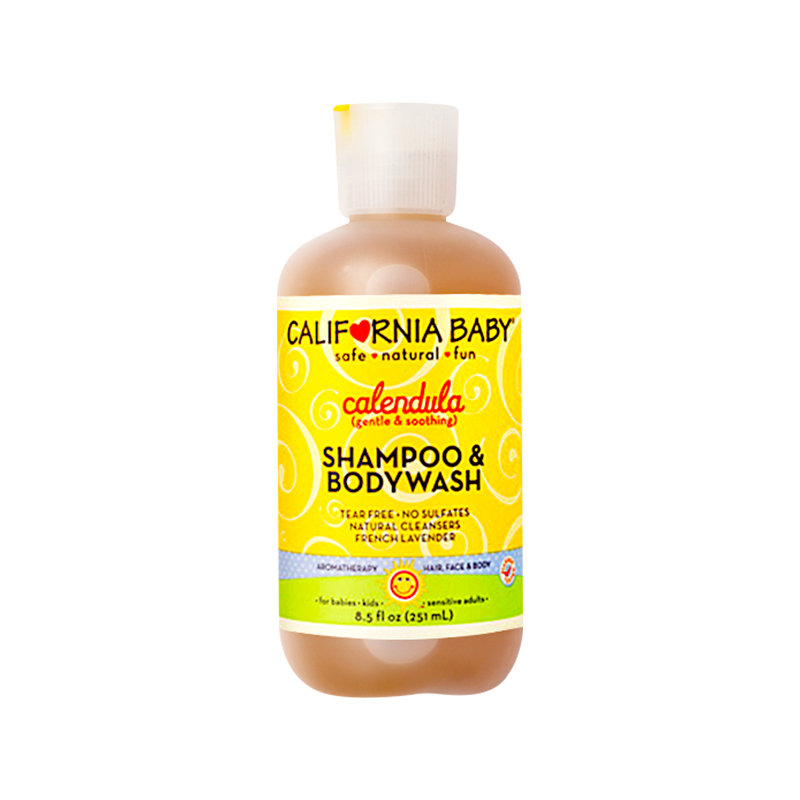 CALIFORNIA BABY®
safe • natural • fun
calendula
(gentle & soothing)
SHAMPOO &
BODYWASH
TEAR FREE • NO SULFATES
NATURAL CLEANSERS
FRENCH LAVENDER
AROMATHERAPY HAIR, FACE & BODY
• for babies • kids • sensitive adults •
8.5 fl oz (251 mL)